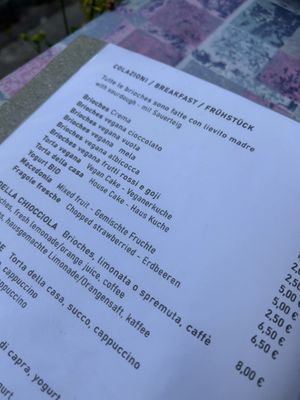 COLAZIONI / BREAKFAST / FRÜHSTÜCK
Tutte le brioches sono fatte con lievito madre
with sourdough - mit Sauerteig
Brioches Crema
Brioches vegana cioccolato
Brioches vegana vuota
Brioches vegana mela
Brioches vegana albicocca
Brioches vegana frutti rossi e goji
Torta vegana Vegan Cake - Veganerkuche
Torta della casa House Cake - Haus Kuche
Yogurt BIO
Macedonia Mixed fruit - Gemischte Fruchte
Fragole fresche Chopped strawberried - Erdbeeren
DELLA CHIOCCIOLA Brioches, limonata o spremuta, caffè
fresh lemonade/orange juice, coffee
hausgemachte Limonade/Orangensaft, kaffee
Torta della casa, succo, cappuccino
cappuccino
cappuccino
di capra, yogurt
5,00 €
5,00 €
2,50 €
6,50 €
6,50 €
8,00 €